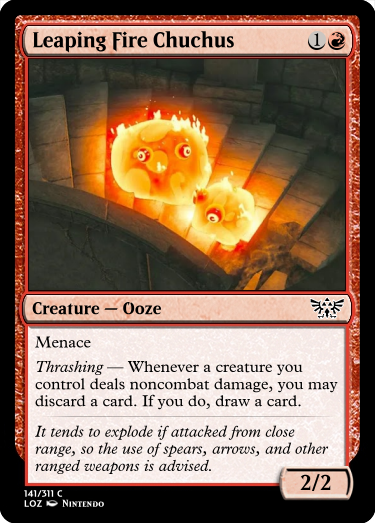 Leaping Fire Chuchus 1
Creature — Ooze
Menace
Thrashing — Whenever a creature you
control deals noncombat damage, you may
discard a card. If you do, draw a card.
It tends to explode if attacked from close
range, so the use of spears, arrows, and other
ranged weapons is advised.
2/2
141/311 C
LOZ Nintendo